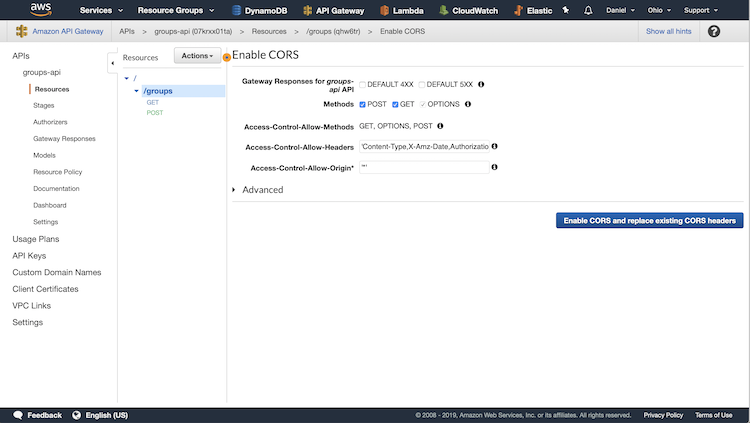 aws
Services
Resource Groups
DynamoDB
API Gateway
Lambda
CloudWatch
Elastic
Daniel
Ohio
Support
Amazon API Gateway
APIs > groups-api (07krxx01ta) > Resources > /groups (qhw6tr) > Enable CORS
Show all hints
?
APIs
groups-api
Resources
Stages
Authorizers
Gateway Responses
Models
Resource Policy
Documentation
Dashboard
Settings
Usage Plans
API Keys
Custom Domain Names
Client Certificates
VPC Links
Settings
Resources
Actions
/
/groups
GET
POST
Enable CORS
Gateway Responses for groups-
api API
DEFAULT 4XX DEFAULT 5XX
Methods POST GET OPTIONS
Access-Control-Allow-Methods GET, OPTIONS, POST
Access-Control-Allow-Headers 'Content-Type,X-Amz-Date,Authorizatio
Access-Control-Allow-Origin* '*'
Advanced
Enable CORS and replace existing CORS headers
Feedback
English (US)
© 2008 - 2019, Amazon Web Services, Inc. or its affiliates. All rights reserved.
Privacy Policy
Terms of Use